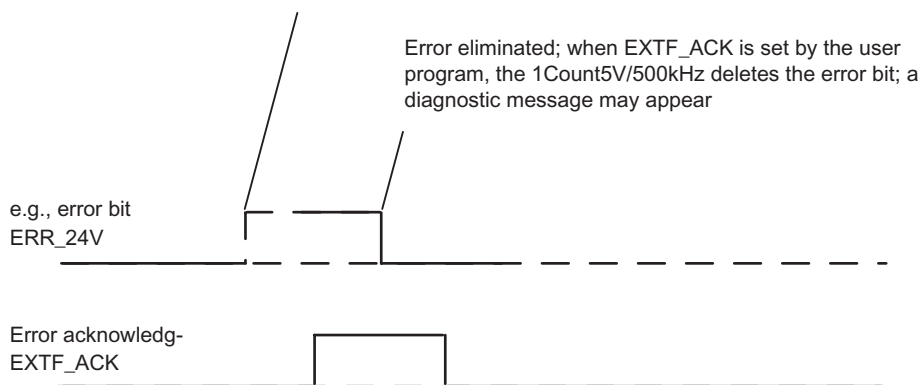 Error eliminated; when EXTF_ACK is set by the user
program, the 1Count5V/500kHz deletes the error bit; a
diagnostic message may appear
e.g., error bit
ERR_24V
Error acknowledg-
EXTF_ACK